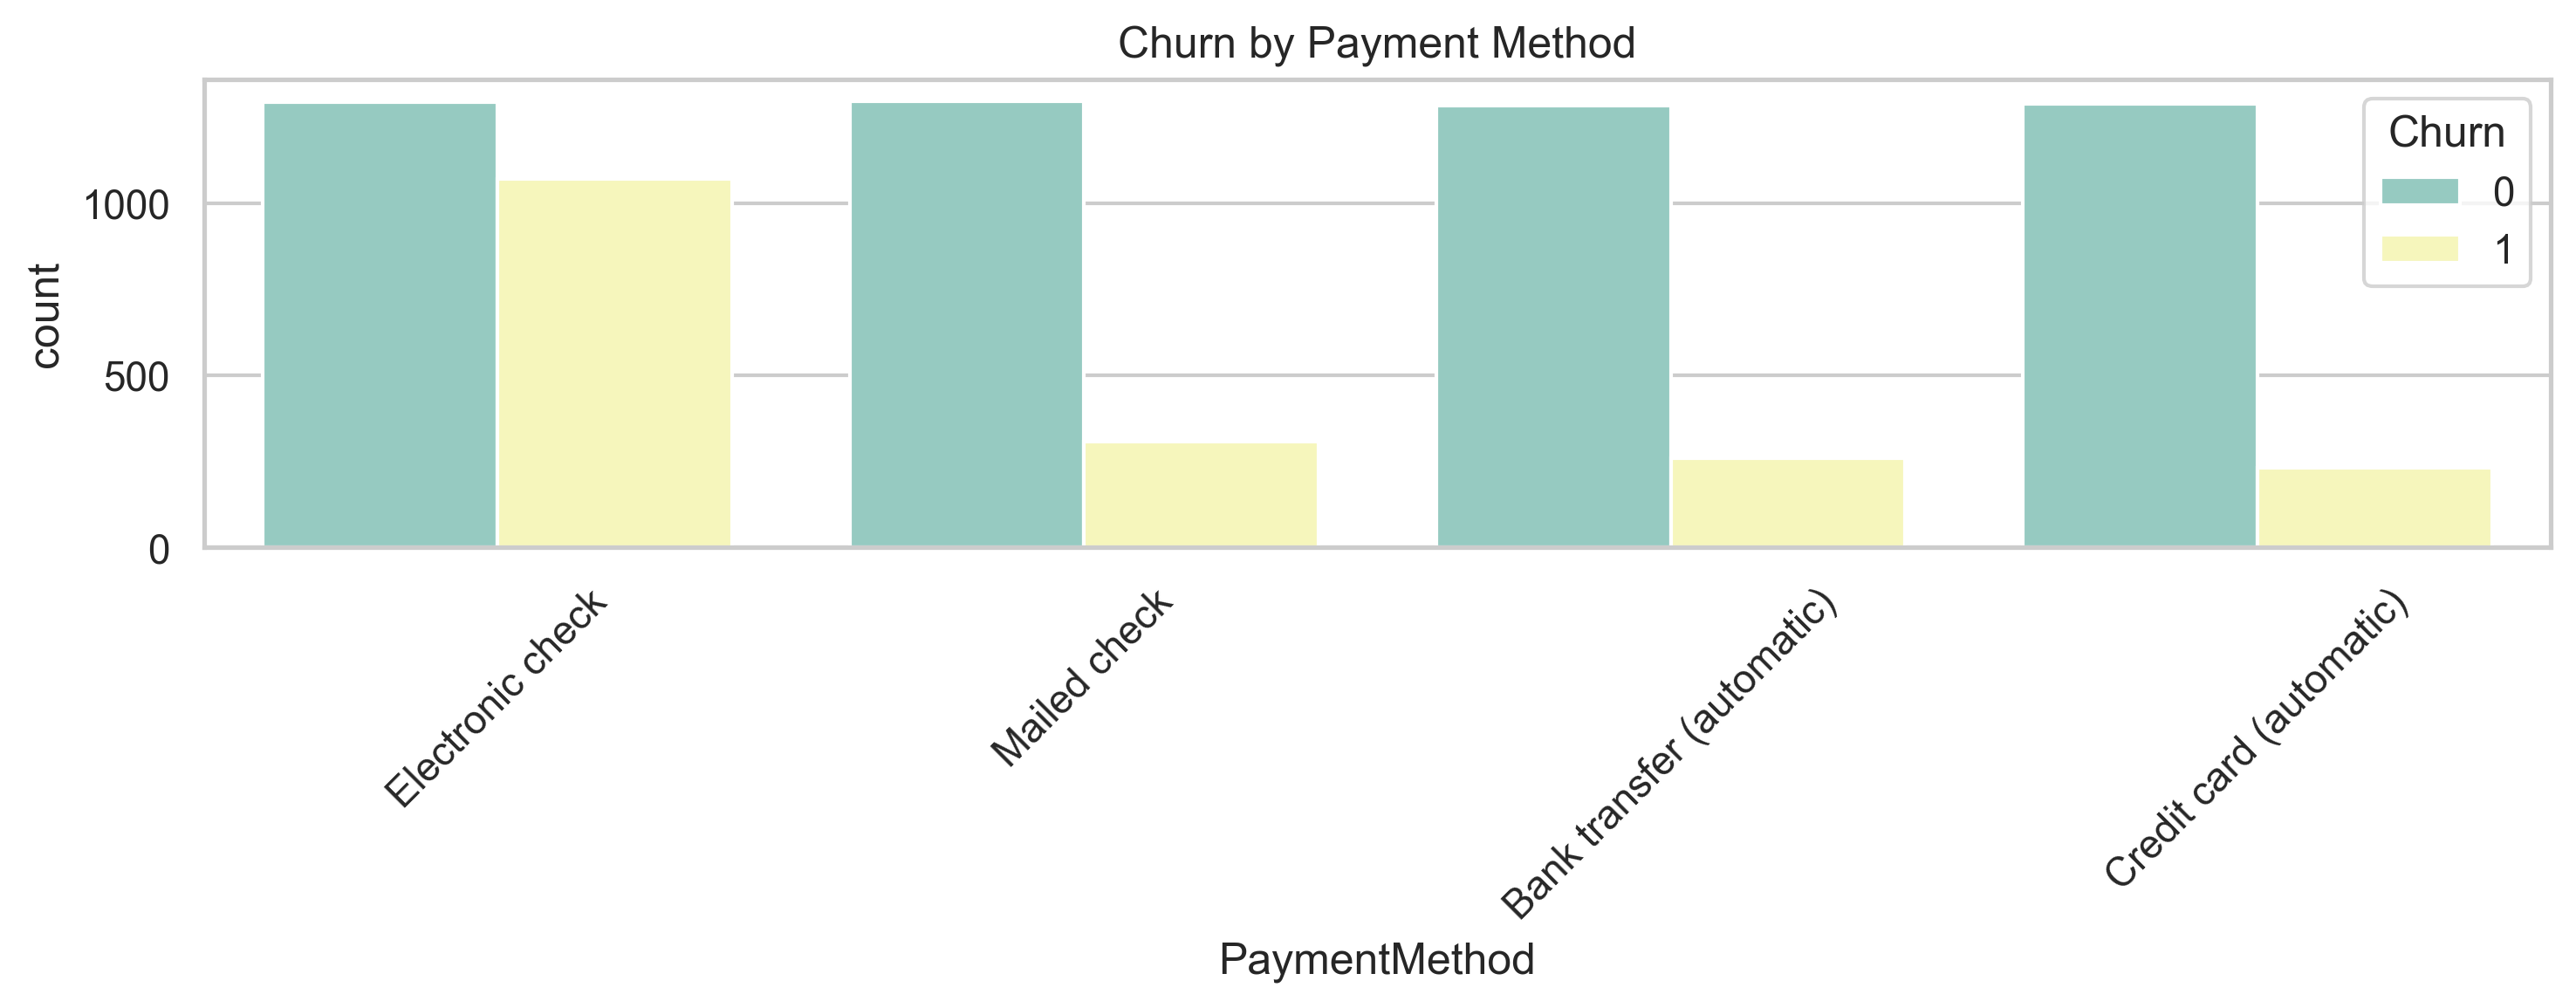 Churn by Payment Method
count
1000
500
0
Churn
0
1
Electronic check
Mailed check
Bank transfer (automatic)
Credit card (automatic)
PaymentMethod